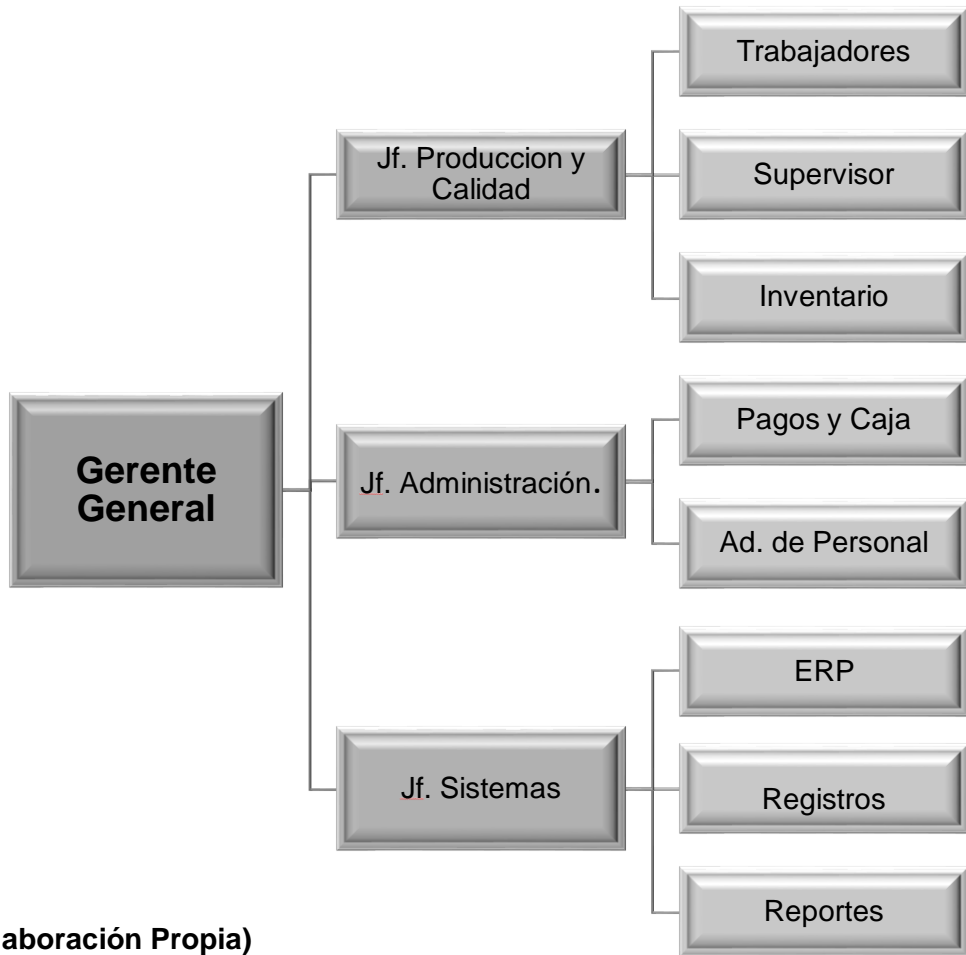 Trabajadores
Jf. Produccion y
Calidad
Supervisor
Inventario
Gerente
General
Jf. Administración.
Pagos y Caja
Ad. de Personal
Jf. Sistemas
ERP
Registros
Reportes
aboración Propia)